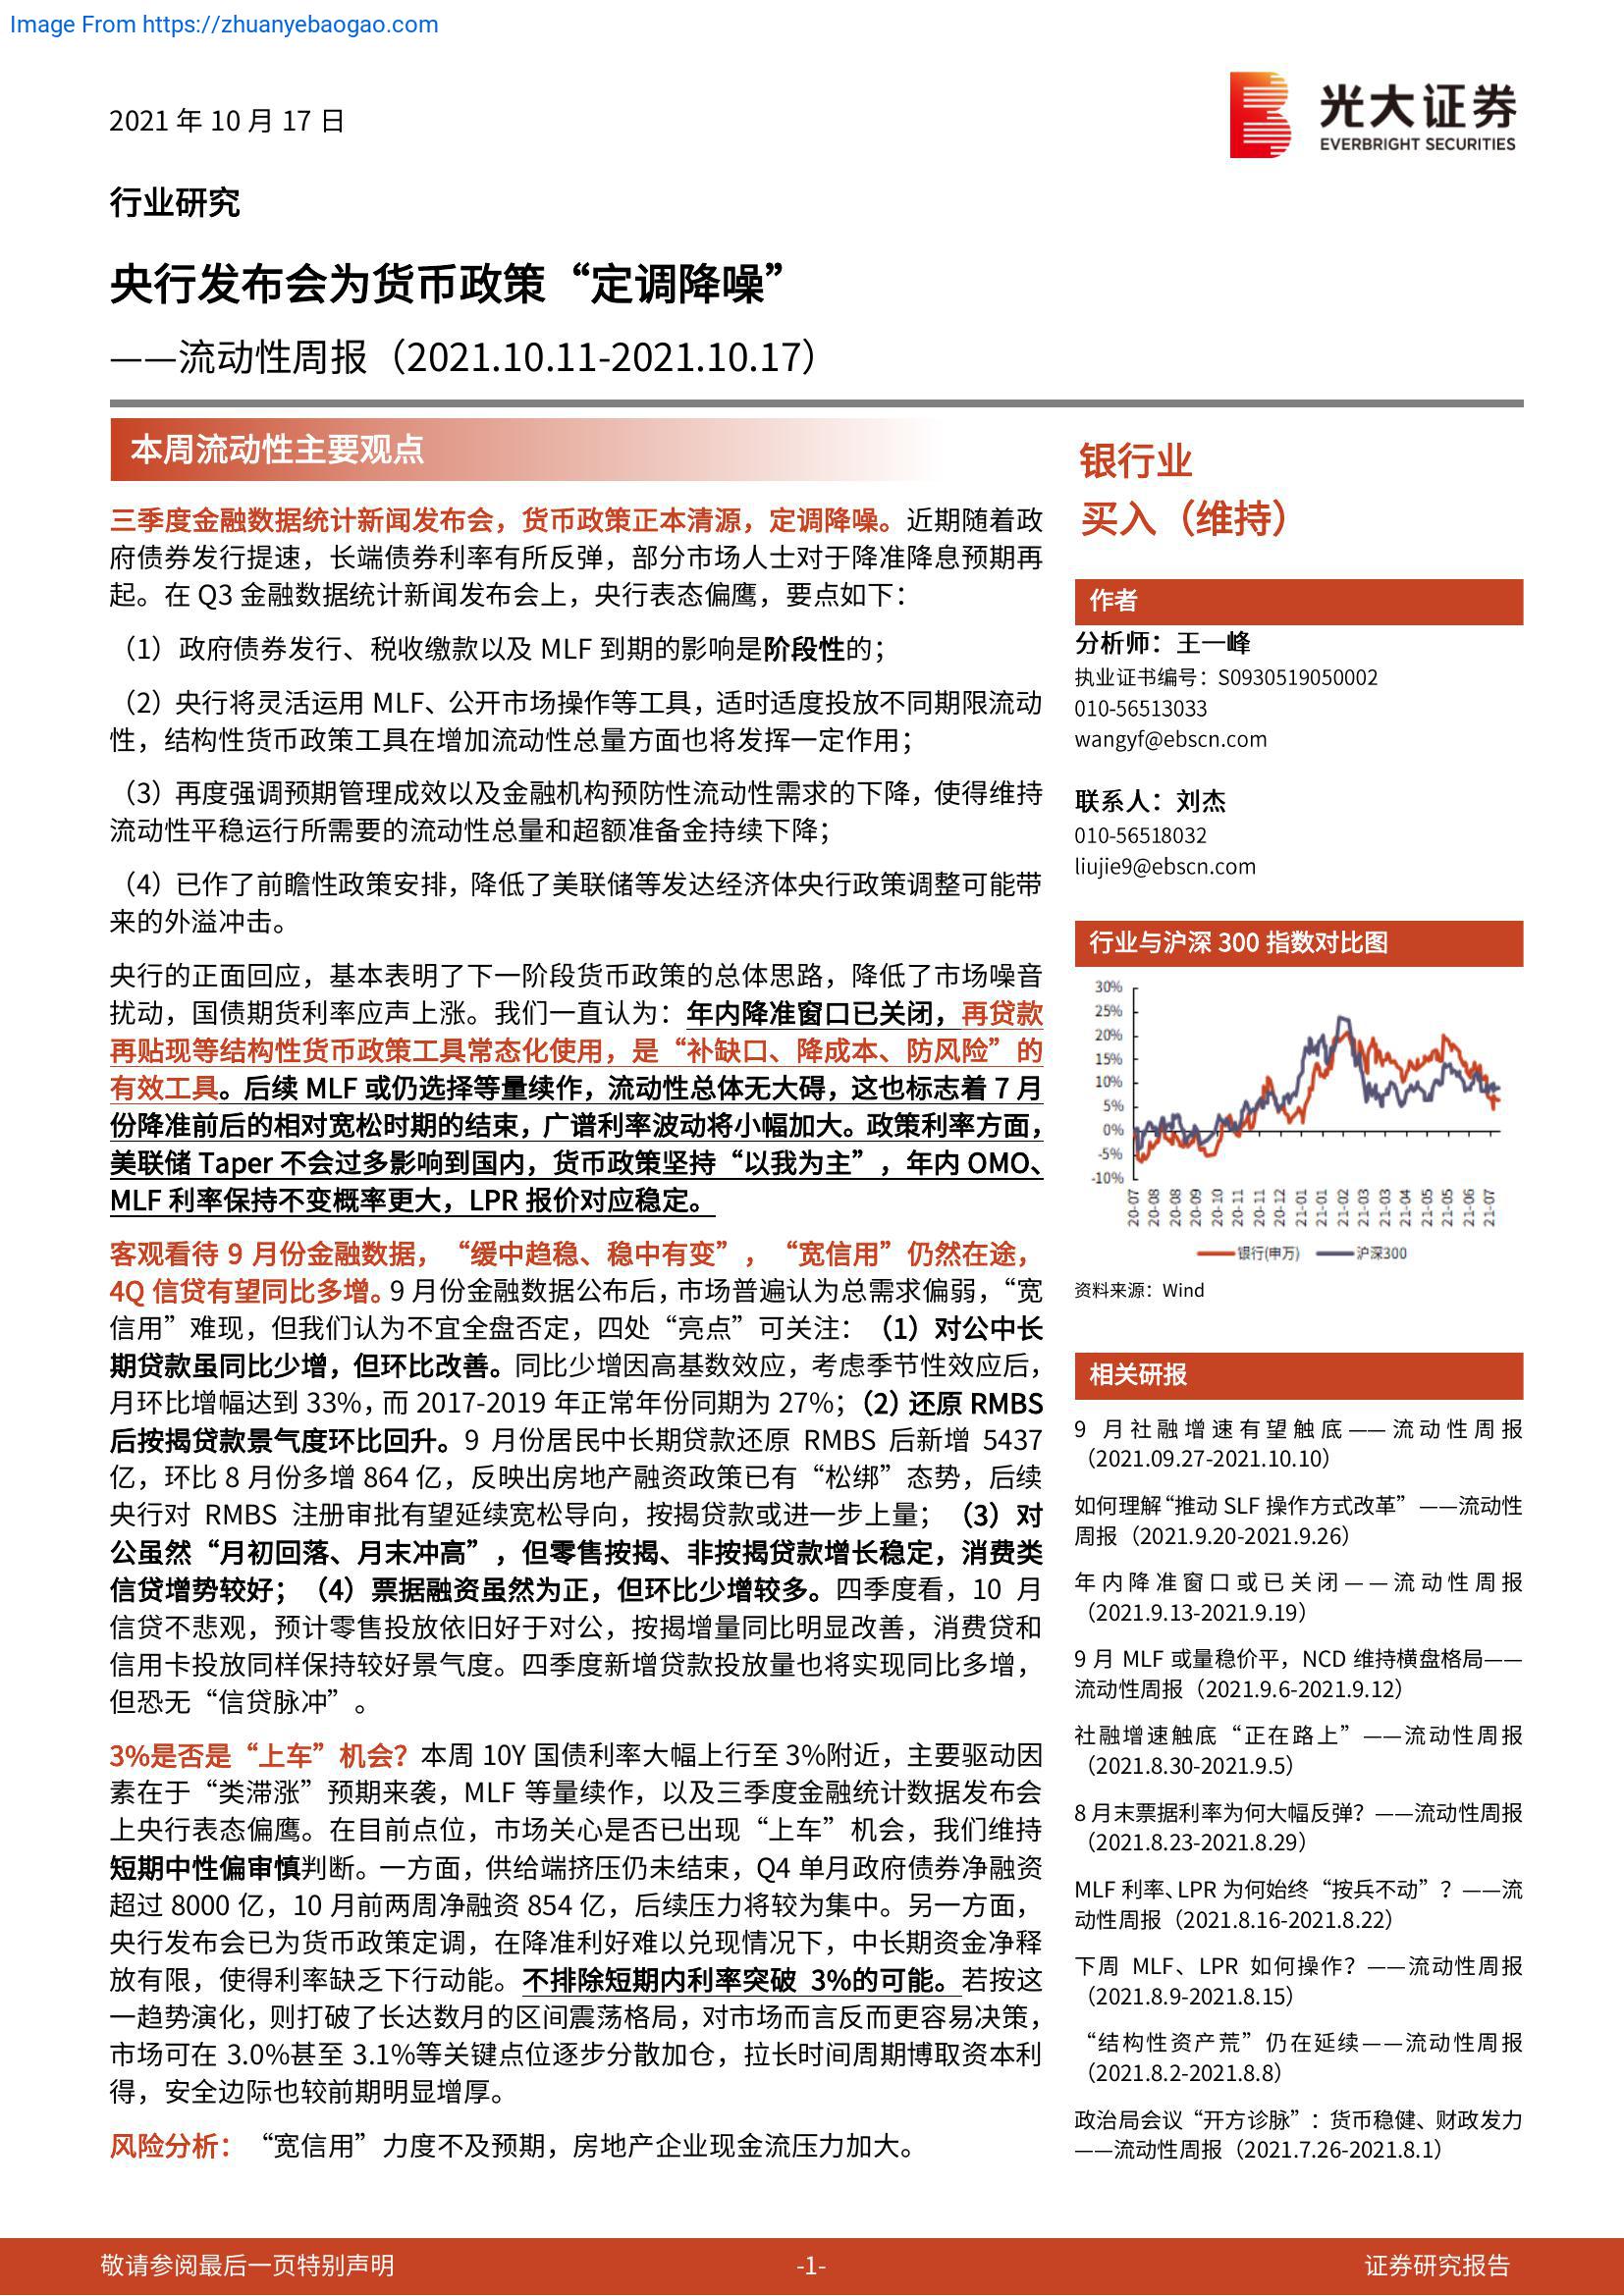 Image From https://zhuanyebaogao.com
2021 年 10 月 17 日
光大证券
EVERBRIGHT SECURITIES
行业研究
央行发布会为货币政策“定调降噪”
——流动性周报（2021.10.11-2021.10.17）
本周流动性主要观点
三季度金融数据统计新闻发布会，货币政策正本清源，定调降噪。近期随着政
府债券发行提速，长端债券利率有所反弹，部分市场人士对于降准降息预期再
起。在 Q3 金融数据统计新闻发布会上，央行表态偏鹰，要点如下：
（1）政府债券发行、税收缴款以及 MLF 到期的影响是阶段性的；
（2）央行将灵活运用 MLF、公开市场操作等工具，适时适度投放不同期限流动
性，结构性货币政策工具在增加流动性总量方面也将发挥一定作用；
（3）再度强调预期管理成效以及金融机构预防性流动性需求的下降，使得维持
流动性平稳运行所需要的流动性总量和超额准备金持续下降；
（4）已作了前瞻性政策安排，降低了美联储等发达经济体央行政策调整可能带
来的外溢冲击。
央行的正面回应，基本表明了下一阶段货币政策的总体思路，降低了市场噪音
扰动，国债期货利率应声上涨。我们一直认为：年内降准窗口已关闭，再贷款
再贴现等结构性货币政策工具常态化使用，是“补缺口、降成本、防风险”的
有效工具。后续 MLF 或仍选择等量续作，流动性总体无大碍，这也标志着 7 月
份降准前后的相对宽松时期的结束，广谱利率波动将小幅加大。政策利率方面，
美联储 Taper 不会过多影响到国内，货币政策坚持“以我为主”，年内 OMO、
MLF 利率保持不变概率更大，LPR 报价对应稳定。
客观看待 9 月份金融数据，“缓中趋稳、稳中有变”，“宽信用”仍然在途，
4Q 信贷有望同比多增。9 月份金融数据公布后，市场普遍认为总需求偏弱，“宽
信用”难现，但我们认为不宜全盘否定，四处“亮点”可关注：（1）对公中长
期贷款虽同比少增，但环比改善。同比少增因高基数效应，考虑季节性效应后，
月环比增幅达到 33%，而 2017-2019 年正常年份同期为 27%；（2）还原 RMBS
后按揭贷款景气度环比回升。9 月份居民中长期贷款还原 RMBS 后新增 5437
亿，环比 8 月份多增 864 亿，反映出房地产融资政策已有“松绑”态势，后续
央行对 RMBS 注册审批有望延续宽松导向，按揭贷款或进一步上量；（3）对
公虽然“月初回落、月末冲高”，但零售按揭、非按揭贷款增长稳定，消费类
信贷增势较好；（4）票据融资虽然为正，但环比少增较多。四季度看，10 月
信贷不悲观，预计零售投放依旧好于对公，按揭增量同比明显改善，消费贷和
信用卡投放同样保持较好景气度。四季度新增贷款投放量也将实现同比多增，
但恐无“信贷脉冲”。
3%是否是“上车”机会？本周 10Y 国债利率大幅上行至 3%附近，主要驱动因
素在于“类滞涨”预期来袭，MLF 等量续作，以及三季度金融统计数据发布会
上央行表态偏鹰。在目前点位，市场关心是否已出现“上车”机会，我们维持
短期中性偏审慎判断。一方面，供给端挤压仍未结束，Q4 单月政府债券净融资
超过 8000 亿，10 月前两周净融资 854 亿，后续压力将较为集中。另一方面，
央行发布会已为货币政策定调，在降准利好难以兑现情况下，中长期资金净释
放有限，使得利率缺乏下行动能。不排除短期内利率突破 3%的可能。若按这
一趋势演化，则打破了长达数月的区间震荡格局，对市场而言反而更容易决策，
市场可在 3.0%甚至 3.1%等关键点位逐步分散加仓，拉长时间周期博取资本利
得，安全边际也较前期明显增厚。
风险分析：“宽信用”力度不及预期，房地产企业现金流压力加大。
银行业
买入（维持）
作者
分析师：王一峰
执业证书编号：S0930519050002
010-56513033
wangyf@ebscn.com
联系人：刘杰
010-56518032
liujie9@ebscn.com
行业与沪深 300 指数对比图
30%
25%
20%
15%
10%
5%
0%
-5%
-10%
20-07 20-08 20-08 20-09 20-10 20-11 20-11 20-12 21-01 21-01 21-02 21-03 21-03 21-04 21-05 21-05 21-06 21-07
银行(申万) 沪深300
资料来源：Wind
相关研报
9 月社融增速有望触底——流动性周报
（2021.09.27-2021.10.10）
如何理解“推动 SLF 操作方式改革”——流动性
周报（2021.9.20-2021.9.26）
年内降准窗口或已关闭——流动性周报
（2021.9.13-2021.9.19）
9 月 MLF 或量稳价平，NCD 维持横盘格局——
流动性周报（2021.9.6-2021.9.12）
社融增速触底“正在路上”——流动性周报
（2021.8.30-2021.9.5）
8 月末票据利率为何大幅反弹？——流动性周报
（2021.8.23-2021.8.29）
MLF 利率、LPR 为何始终“按兵不动”？——流
动性周报（2021.8.16-2021.8.22）
下周 MLF、LPR 如何操作？——流动性周报
（2021.8.9-2021.8.15）
“结构性资产荒”仍在延续——流动性周报
（2021.8.2-2021.8.8）
政治局会议“开方诊脉”：货币稳健、财政发力
——流动性周报（2021.7.26-2021.8.1）
敬请参阅最后一页特别声明
-1-
证券研究报告